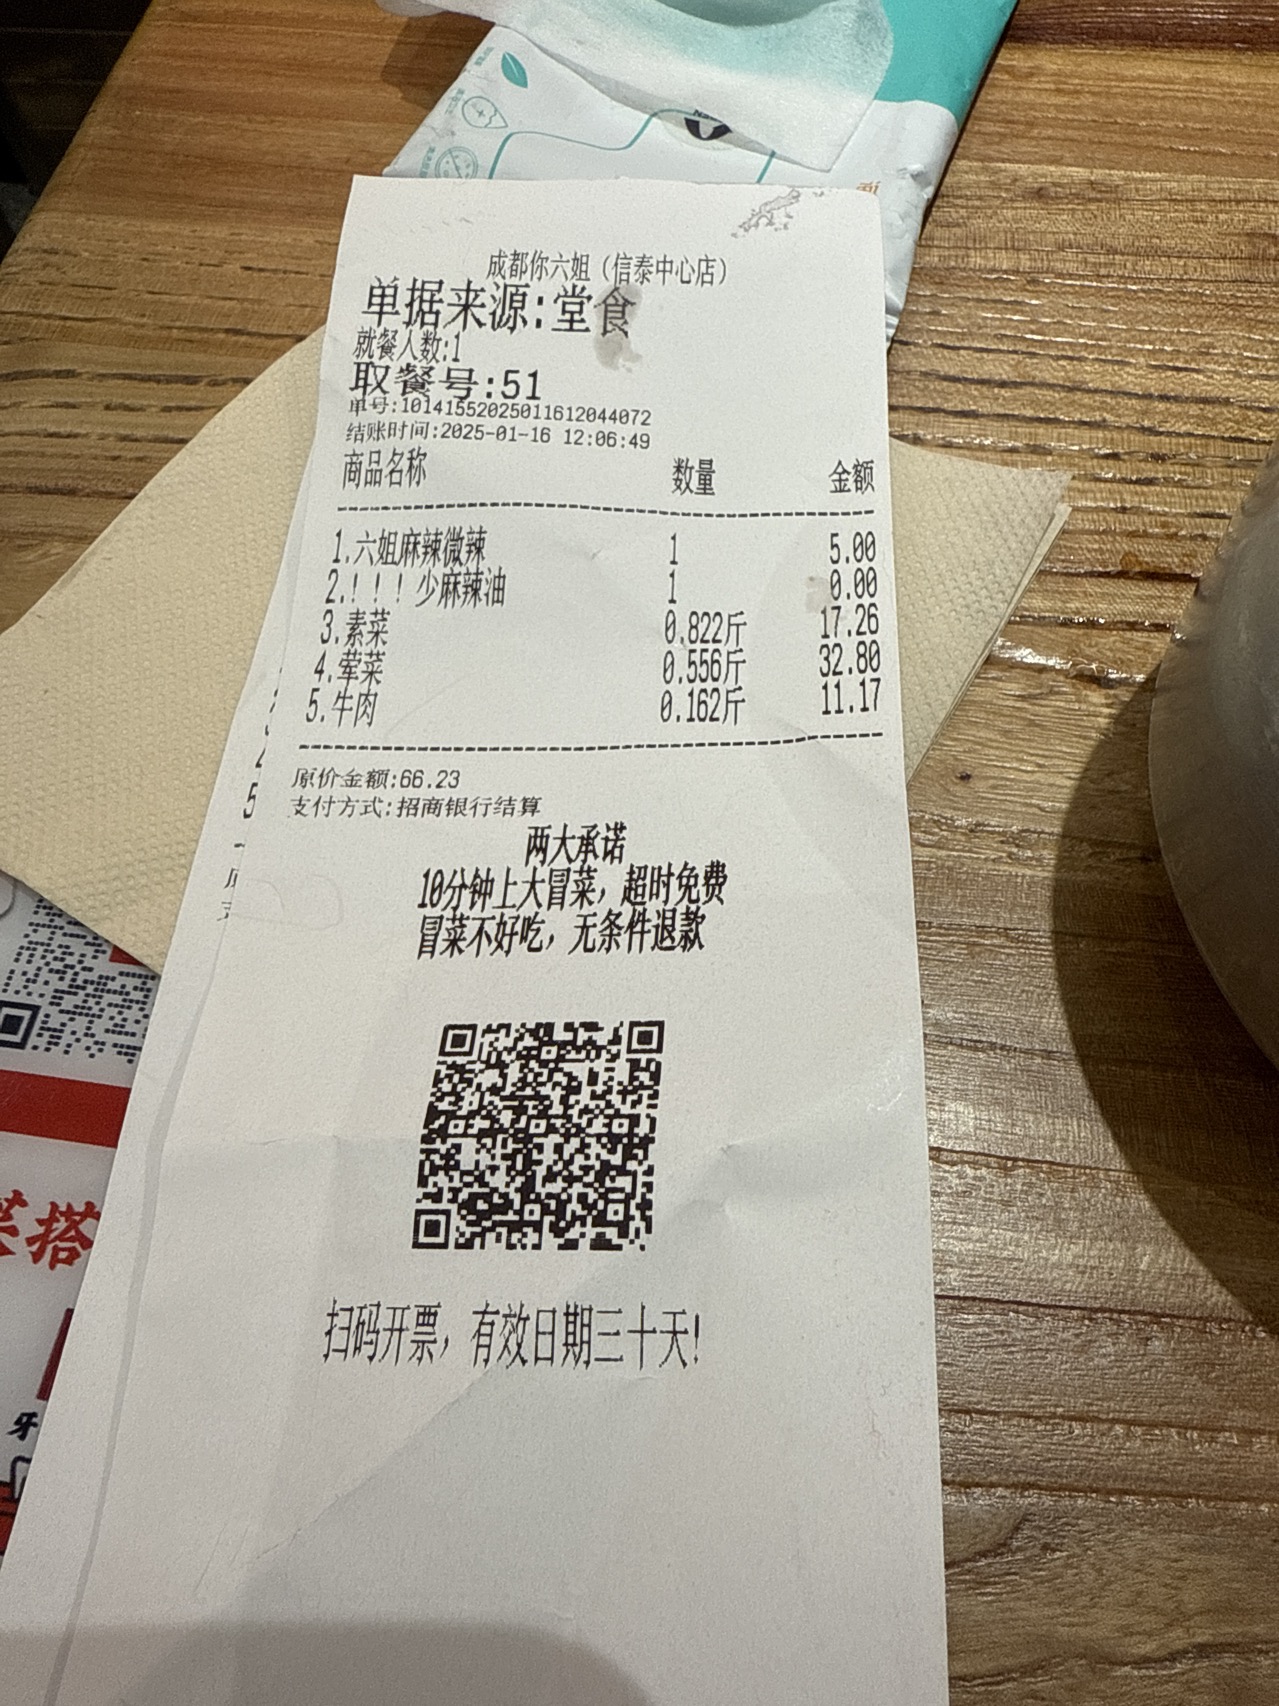 成都你六姐（信泰中心店）
单据来源:堂食
就餐人数:1
取餐号:51
单号:10141552025011612044072
结账时间:2025-01-16 12:06:49
商品名称 数量 金额
1.六姐麻辣微辣 1 5.00
2.！！！少麻辣油 1 0.00
3.素菜 0.822斤 17.26
4.荤菜 0.556斤 32.80
5.牛肉 0.162斤 11.17
原价金额:66.23
支付方式:招商银行结算
两大承诺
10分钟上大冒菜，超时免费
冒菜不好吃，无条件退款
扫码开票，有效日期三十天!
4
5
搭
牙